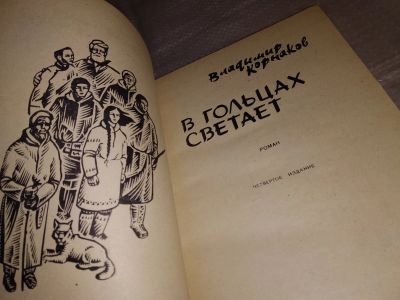 Владимир
Корнаков
В ГОЛЬЦАХ
СВЕТАЕТ
РОМАН
ЧЕТВЕРТОЕ ИЗДАНИЕ